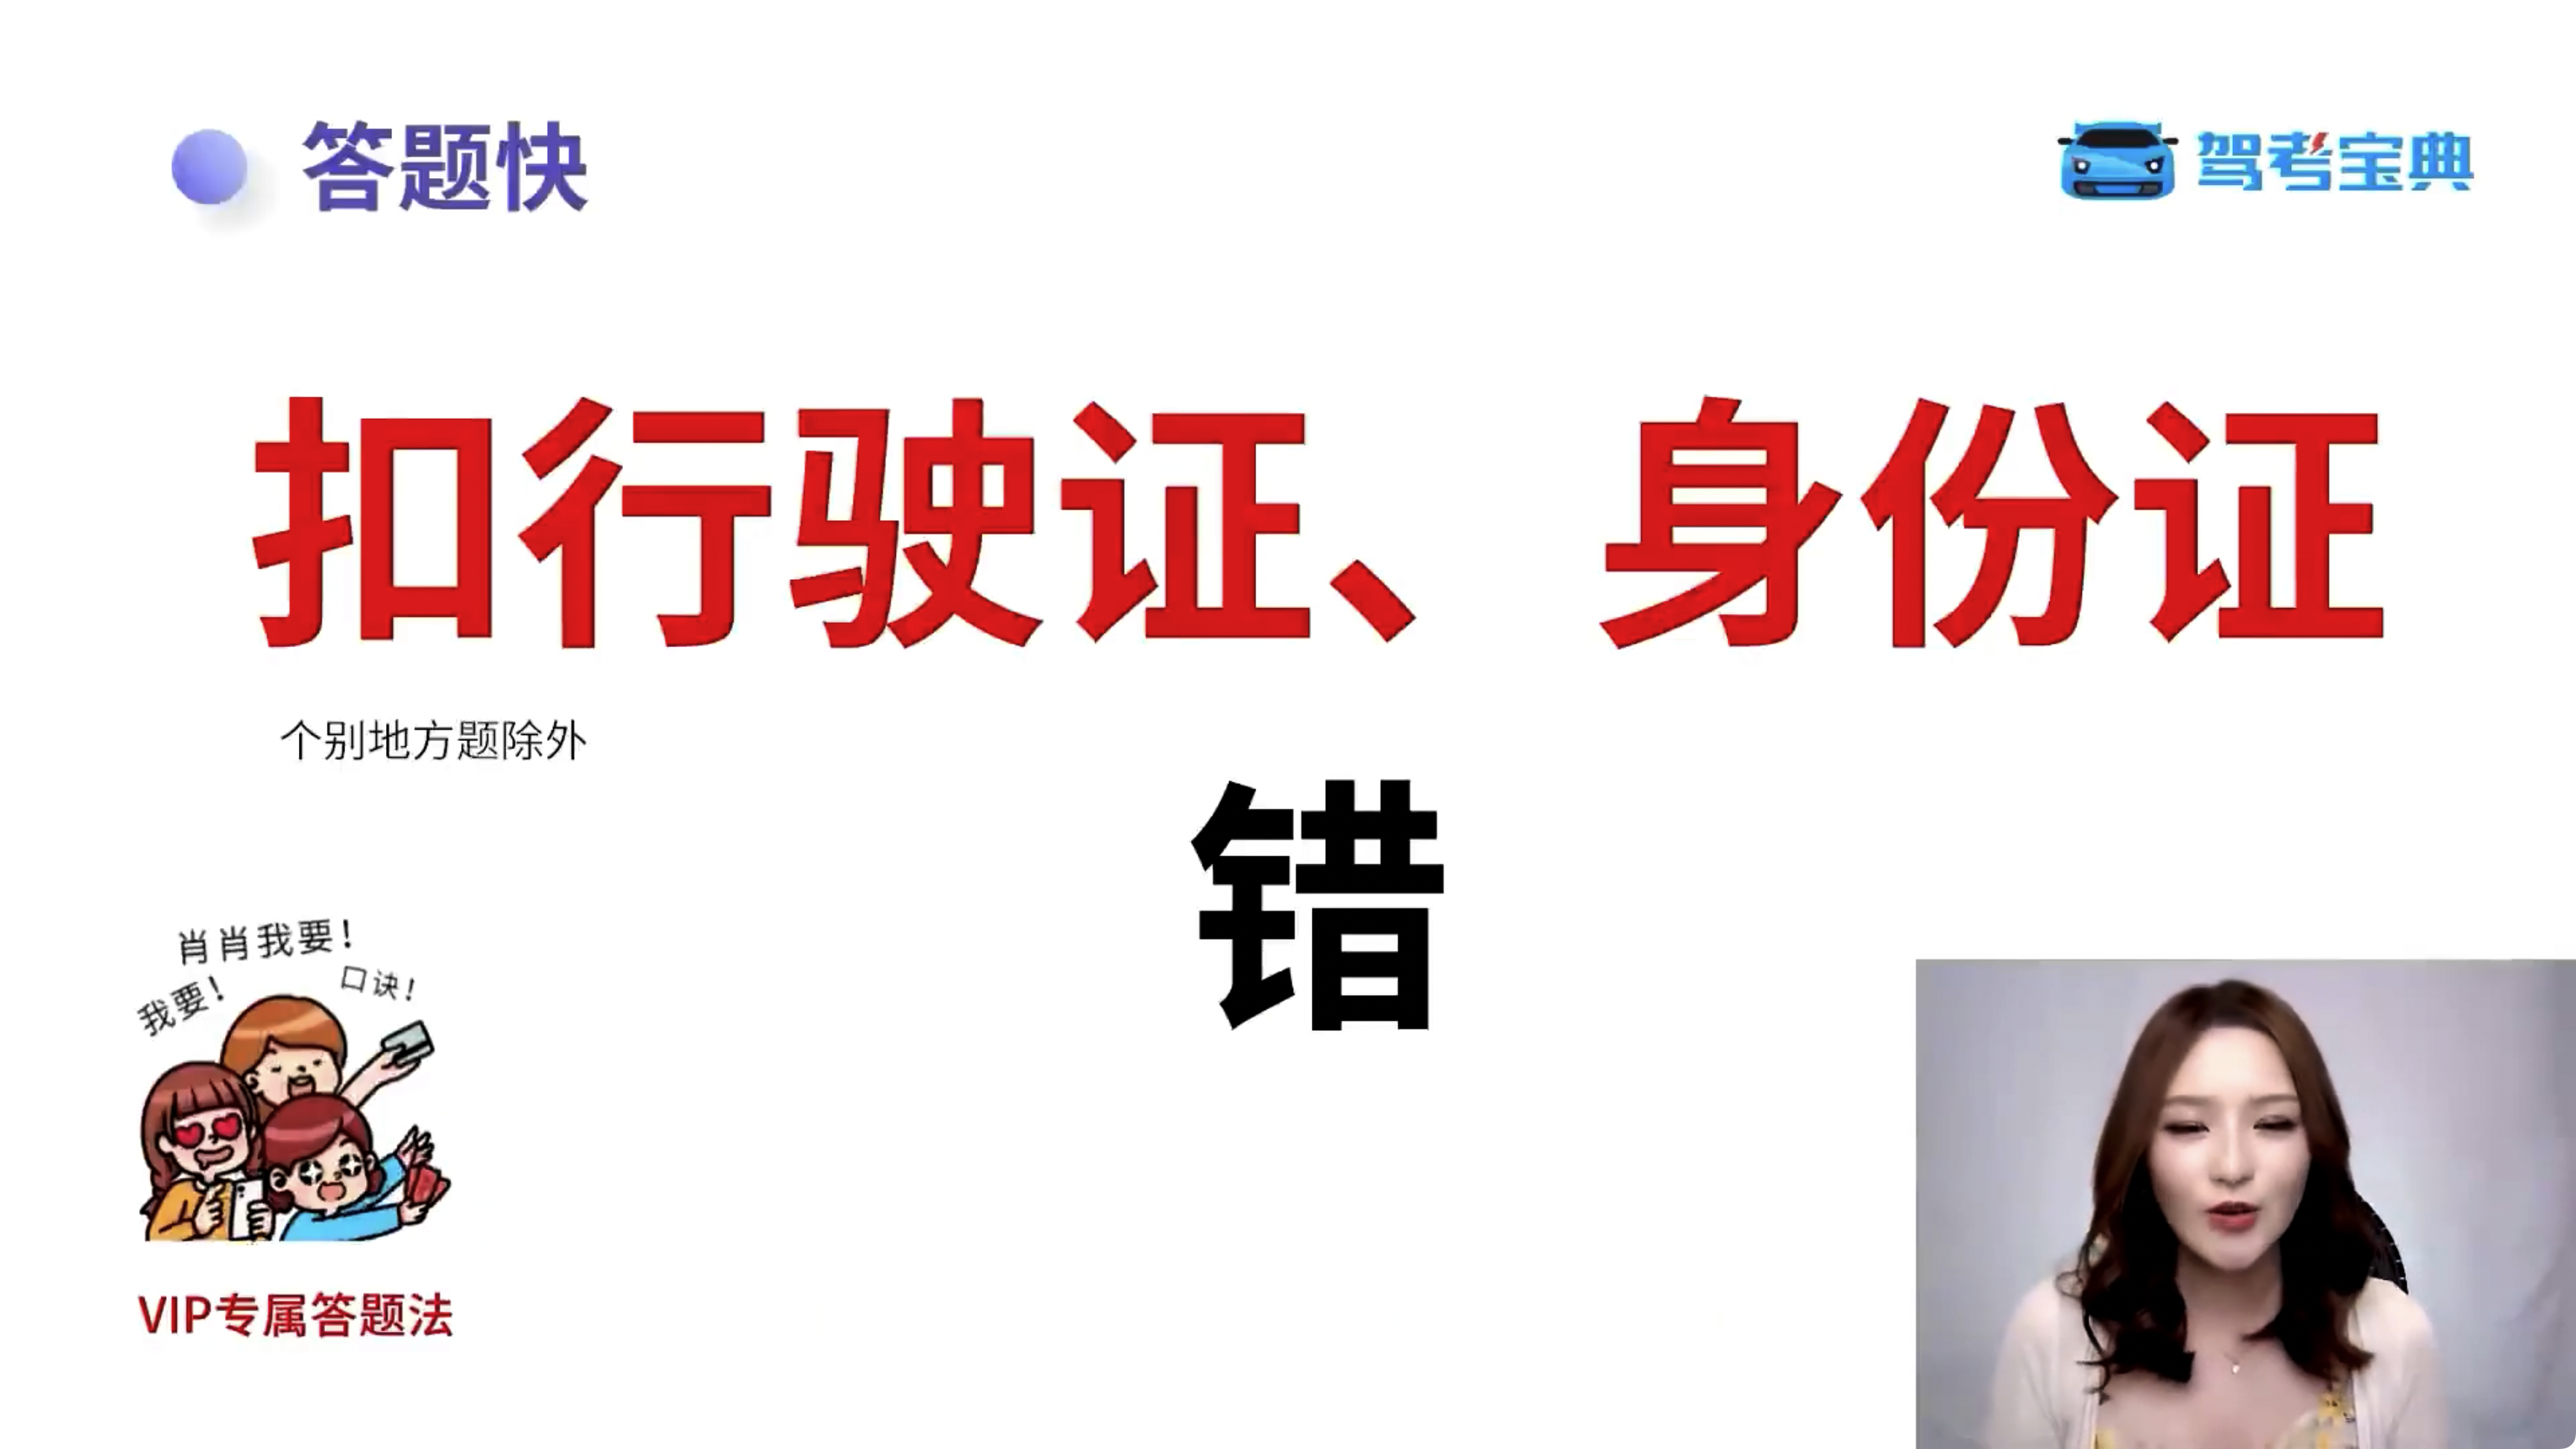 答题快
驾考宝典
扣行驶证、 身份证
个别地方题除外
错
肖肖我要！
我要！
口诀！
VIP专属答题法